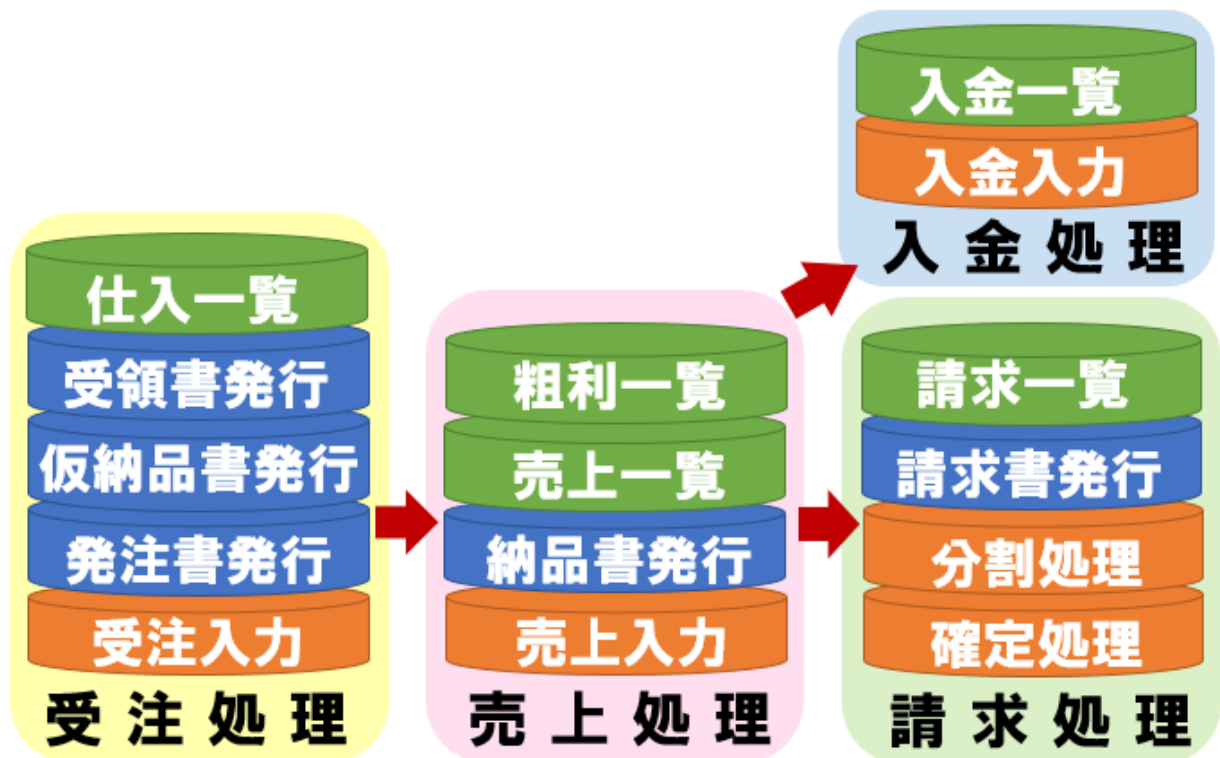 仕入一覧
受領書発行
仮納品書発行
発注書発行
受注入力
受注処理
粗利一覧
売上一覧
納品書発行
売上入力
売上処理
入金一覧
入金入力
入金処理
請求一覧
請求書発行
分割処理
確定処理
請求処理